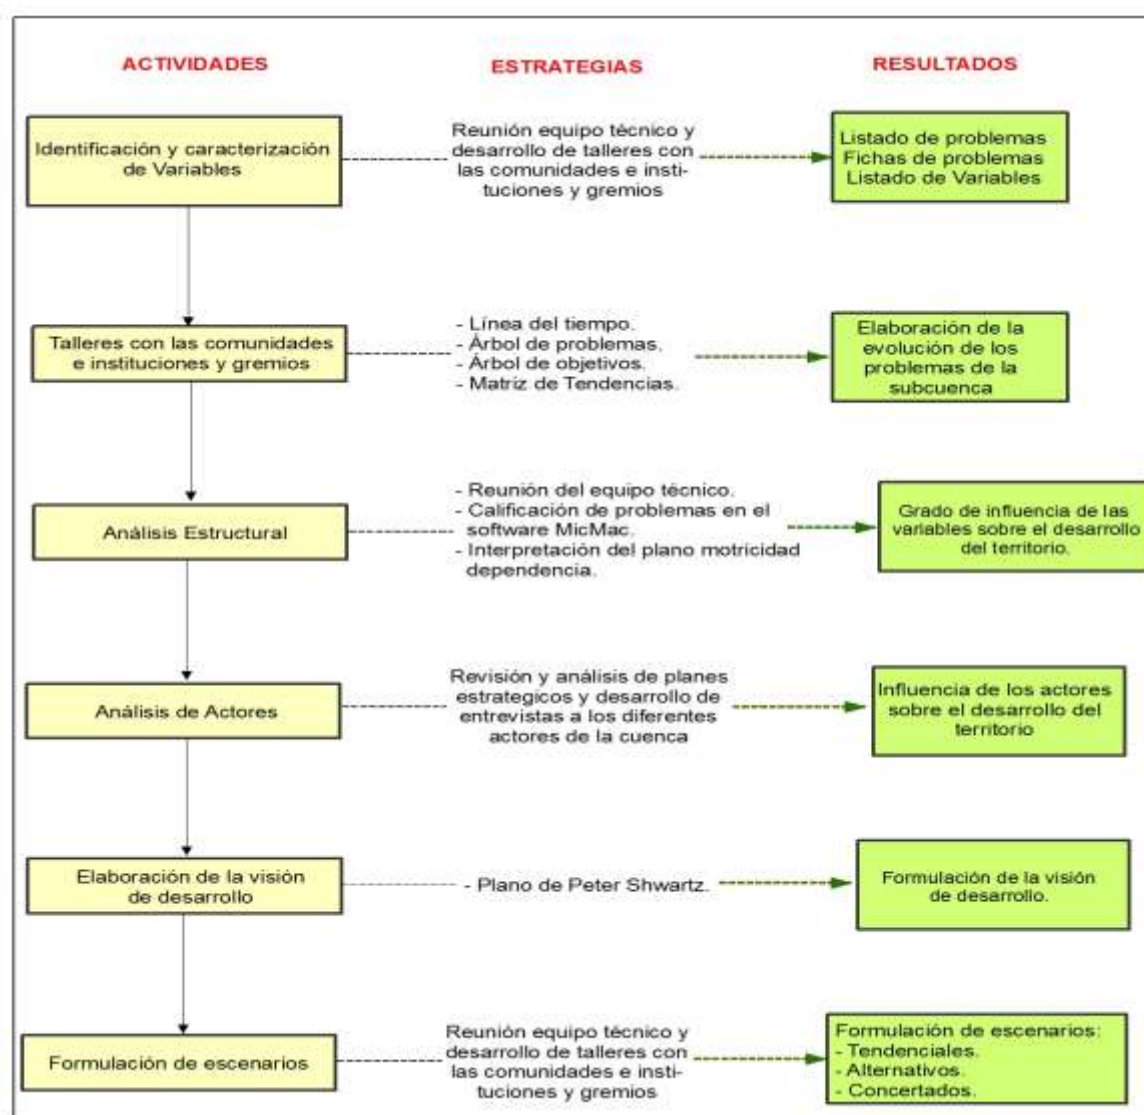 ACTIVIDADES
ESTRATEGIAS
RESULTADOS
Identificación y caracterización
de Variables
Reunión equipo técnico y
desarrollo de talleres con
las comunidades e insti-
tuciones y gremios
Listado de problemas
Fichas de problemas
Listado de Variables
Talleres con las comunidades
e instituciones y gremios
- Línea del tiempo.
- Árbol de problemas.
- Árbol de objetivos.
- Matriz de Tendencias.
Elaboración de la
evolución de los
problemas de la
subcuenca
Análisis Estructural
- Reunión del equipo técnico.
- Calificación de problemas en el
software MicMac.
- Interpretación del plano motricidad
dependencia.
Grado de influencia de las
variables sobre el desarrollo
del territorio.
Análisis de Actores
Revisión y análisis de planes
estrategicos y desarrollo de
entrevistas a los diferentes
actores de la cuenca
Influencia de los actores
sobre el desarrollo del
territorio
Elaboración de la visión
de desarrollo
- Plano de Peter Shwartz.
Formulación de la visión
de desarrollo.
Formulación de escenarios
Reunión equipo técnico y
desarrollo de talleres con
las comunidades e insti-
tuciones y gremios
Formulación de escenarios:
- Tendenciales.
- Alternativos.
- Concertados.